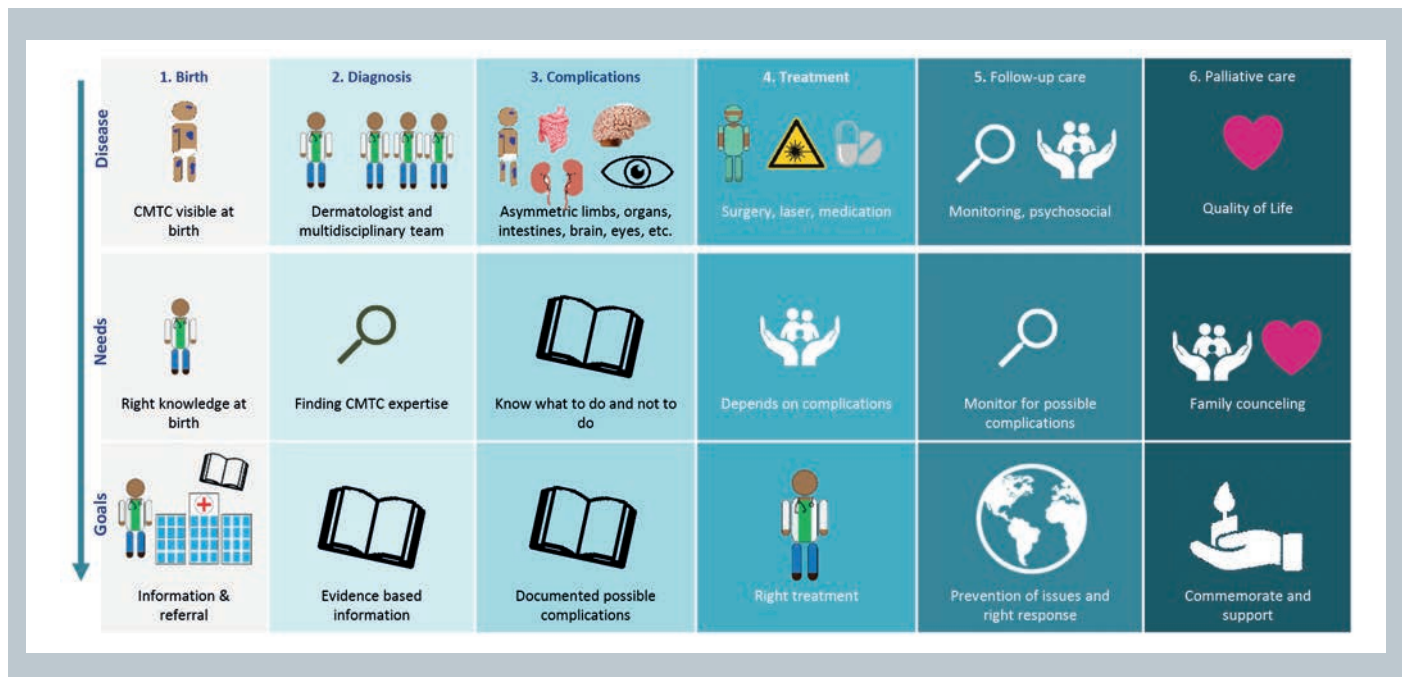 1. Birth
2. Diagnosis
3. Complications
4. Treatment
5. Follow-up care
6. Palliative care
Disease
CMTC visible at
birth
Dermatologist and
multidisciplinary team
Asymmetric limbs, organs,
intestines, brain, eyes, etc.
Surgery, laser, medication
Monitoring, psychosocial
Quality of Life
Needs
Right knowledge at
birth
Finding CMTC expertise
Know what to do and not to
do
Depends on complications
Monitor for possible
complications
Family counceling
Goals
Information &
referral
Evidence based
information
Documented possible
complications
Right treatment
Prevention of issues and
right response
Commemorate and
support